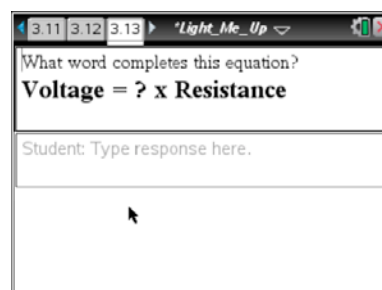 3.11 3.12 3.13 *Light_Me_Up
What word completes this equation?
Voltage = ? x Resistance
Student: Type response here.